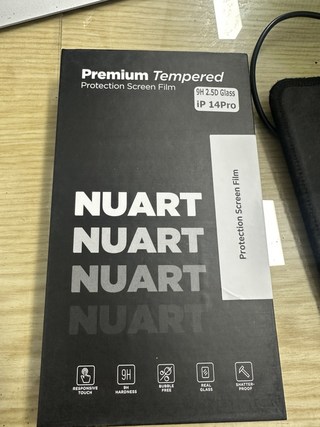 Premium Tempered
Protection Screen Film
9H 2.5D Glass
iP 14Pro
Protection Screen Film
NUART
NUART
NUART
NUART
9H
RESPONSIVE
TOUCH
9H
HARDNESS
BUBBLE
FREE
REAL
GLASS
SHATTER-
PROOF